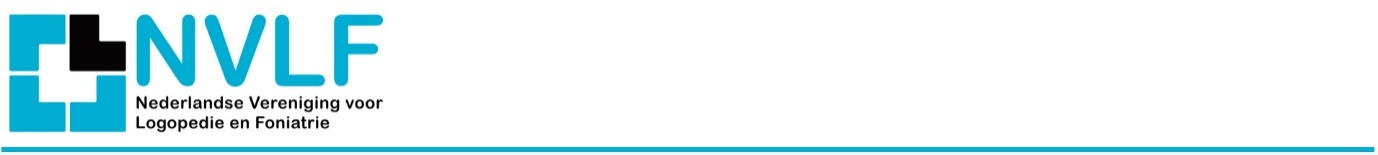 NVLF
Nederlandse Vereniging voor
Logopedie en Foniatrie